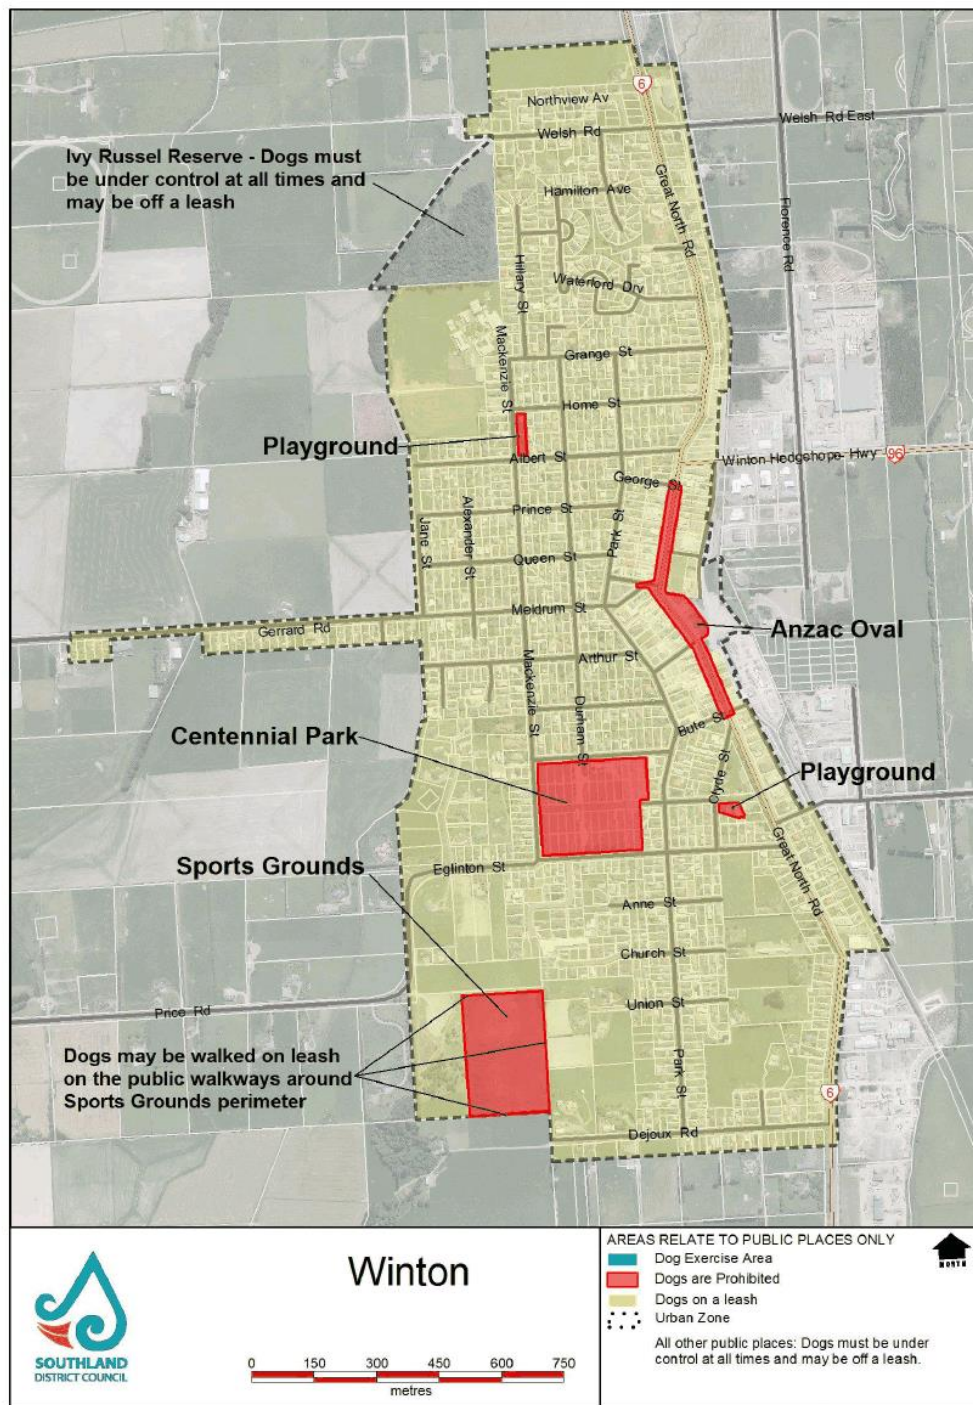 6
Northview Av
Welsh Rd
Welsh Rd East
Ivy Russel Reserve - Dogs must
be under control at all times and
may be off a leash
Hamilton Ave
Great North Rd
Florence Rd
Hillary St
Waterford Drv
Mackenzie St
Grange St
Home St
Playground
Albert St
Winton Hedgehope Hwy
96
George St
Alexander St
Prince St
Jane St
Park St
Queen St
Meldrum St
Gerrard Rd
Anzac Oval
Arthur St
Mackenzie St
Durham St
Bute St
Centennial Park
Clyde St
Playground
Sports Grounds
Eglinton St
Great North Rd
Anne St
Church St
Union St
Price Rd
Dogs may be walked on leash
on the public walkways around
Sports Grounds perimeter
Park St
6
Dejoux Rd
Winton
SOUTHLAND
DISTRICT COUNCIL
0 150 300 450 600 750
metres
AREAS RELATE TO PUBLIC PLACES ONLY
NORTH
Dog Exercise Area
Dogs are Prohibited
Dogs on a leash
Urban Zone
All other public places: Dogs must be under
control at all times and may be off a leash.